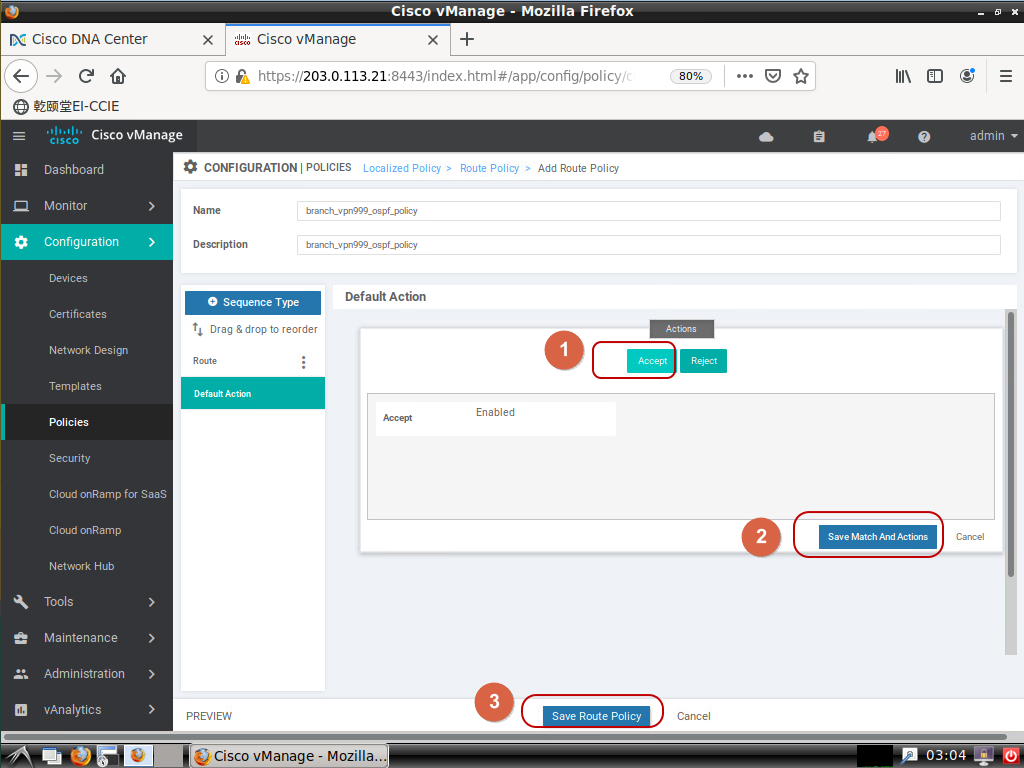 Cisco vManage - Mozilla Firefox
Cisco DNA Center
Cisco vManage
https://203.0.113.21:8443/index.html#/app/config/policy/c
80%
乾颐堂EI-CCIE
cisco
Cisco vManage
27
admin
Dashboard
Monitor
Configuration
Devices
Certificates
Network Design
Templates
Policies
Security
Cloud onRamp for SaaS
Cloud onRamp
Network Hub
Tools
Maintenance
Administration
vAnalytics
CONFIGURATION | POLICIES Localized Policy > Route Policy > Add Route Policy
Name branch_vpn999_ospf_policy
Description branch_vpn999_ospf_policy
Sequence Type
Drag & drop to reorder
Route
Default Action
Default Action
Actions
1
Accept Reject
Accept Enabled
2
Save Match And Actions Cancel
PREVIEW
3
Save Route Policy Cancel
Cisco vManage - Mozilla...
03:04